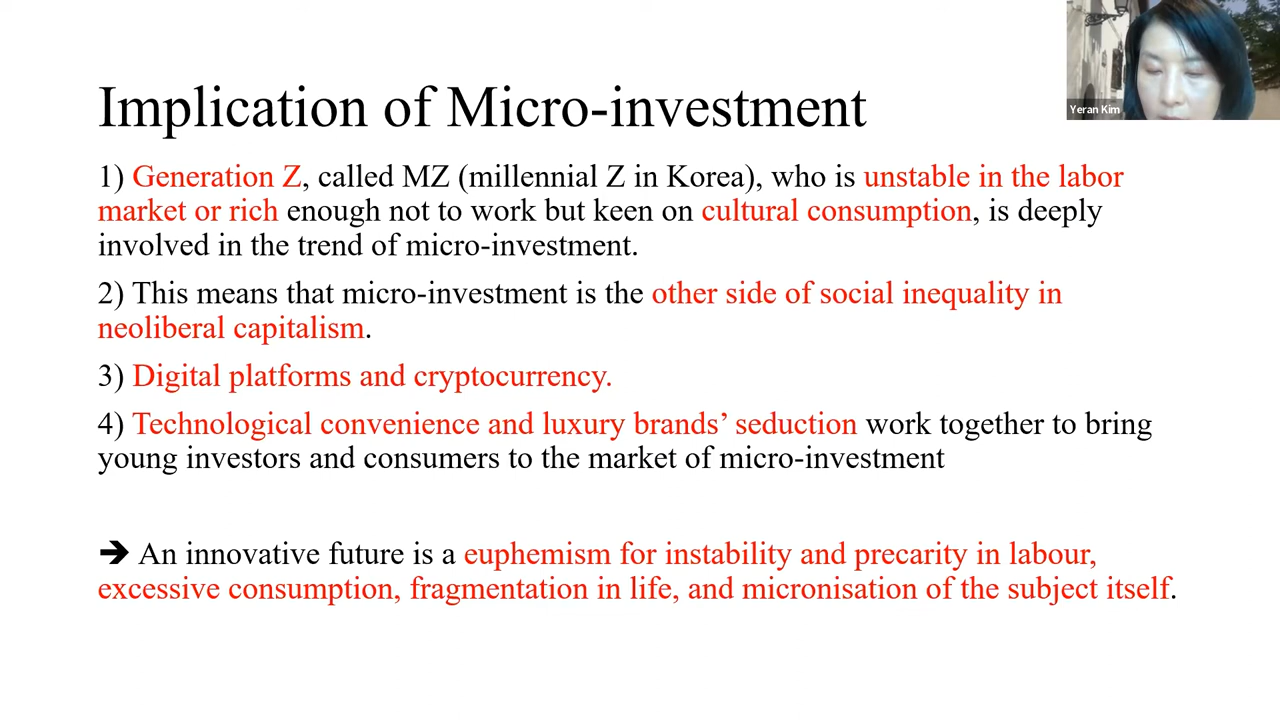 Yeran Kim
Implication of Micro-investment
1) Generation Z, called MZ (millennial Z in Korea), who is unstable in the labor
market or rich enough not to work but keen on cultural consumption, is deeply
involved in the trend of micro-investment.
2) This means that micro-investment is the other side of social inequality in
neoliberal capitalism.
3) Digital platforms and cryptocurrency.
4) Technological convenience and luxury brands’ seduction work together to bring
young investors and consumers to the market of micro-investment
➔ An innovative future is a euphemism for instability and precarity in labour,
excessive consumption, fragmentation in life, and micronisation of the subject itself.